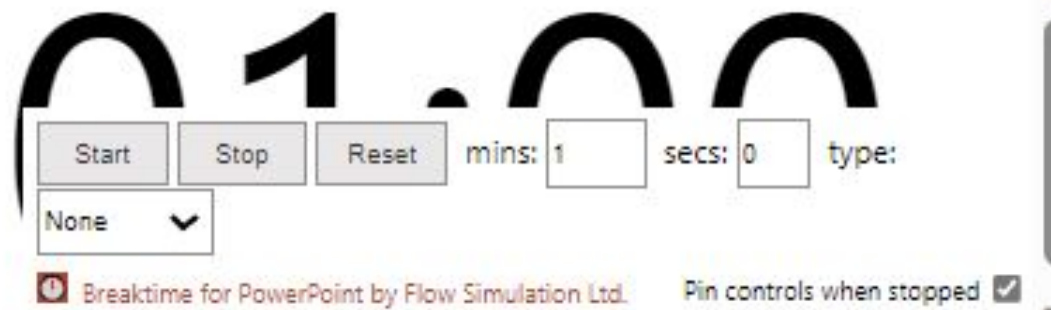 01:00
Start Stop Reset mins: 1 secs: 0 type:
None
Breaktime for PowerPoint by Flow Simulation Ltd. Pin controls when stopped